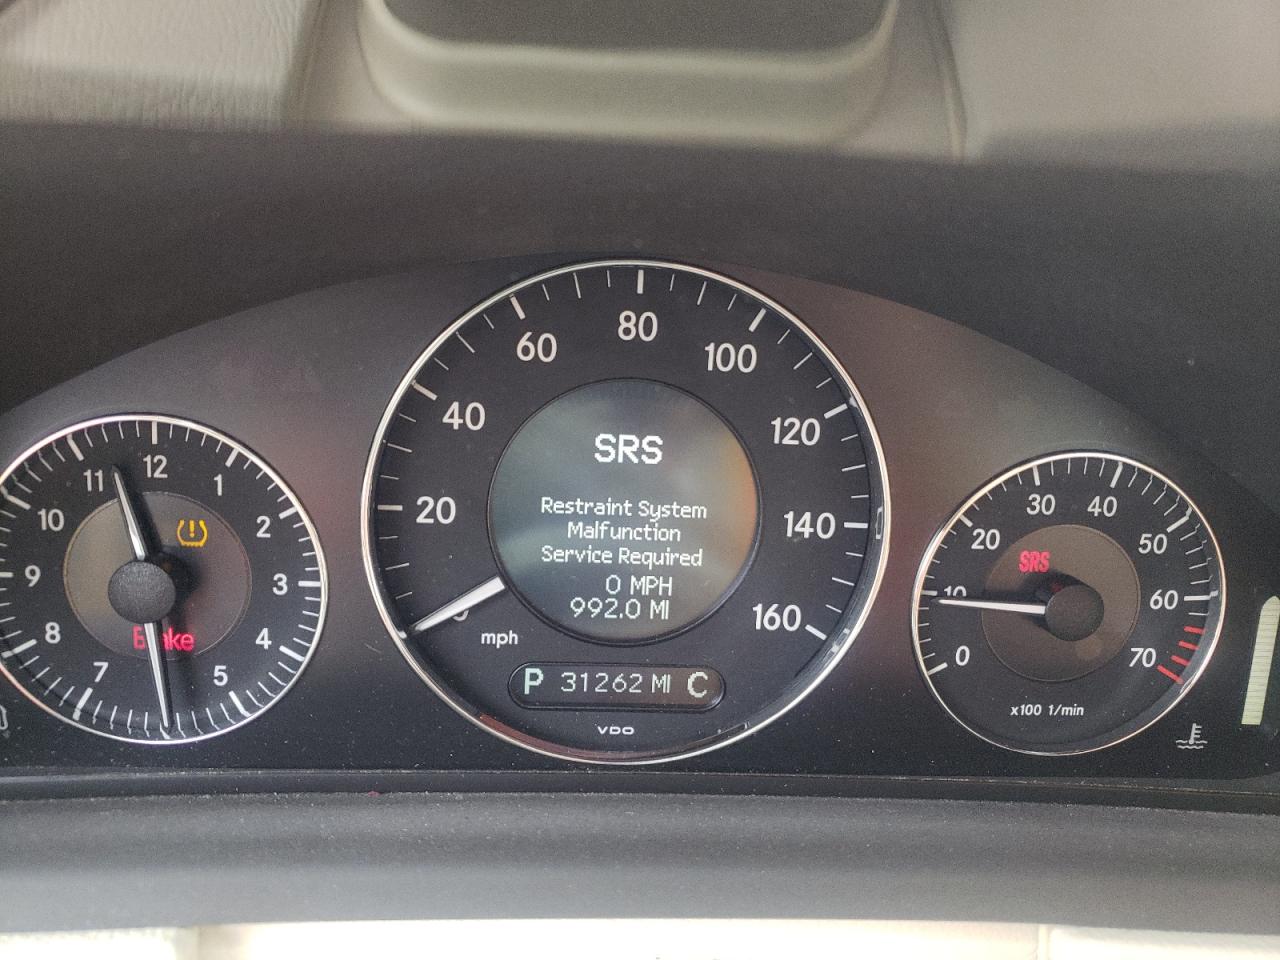 12
11
1
10
2
9
3
8
4
7
5
Brake
80
60
100
40
120
20
140
160
mph
SRS
Restraint System
Malfunction
Service Required
0 MPH
992.0 MI
P 31262 MI C
VDO
30
40
20
50
SRS
10
60
0
70
x100 1/min